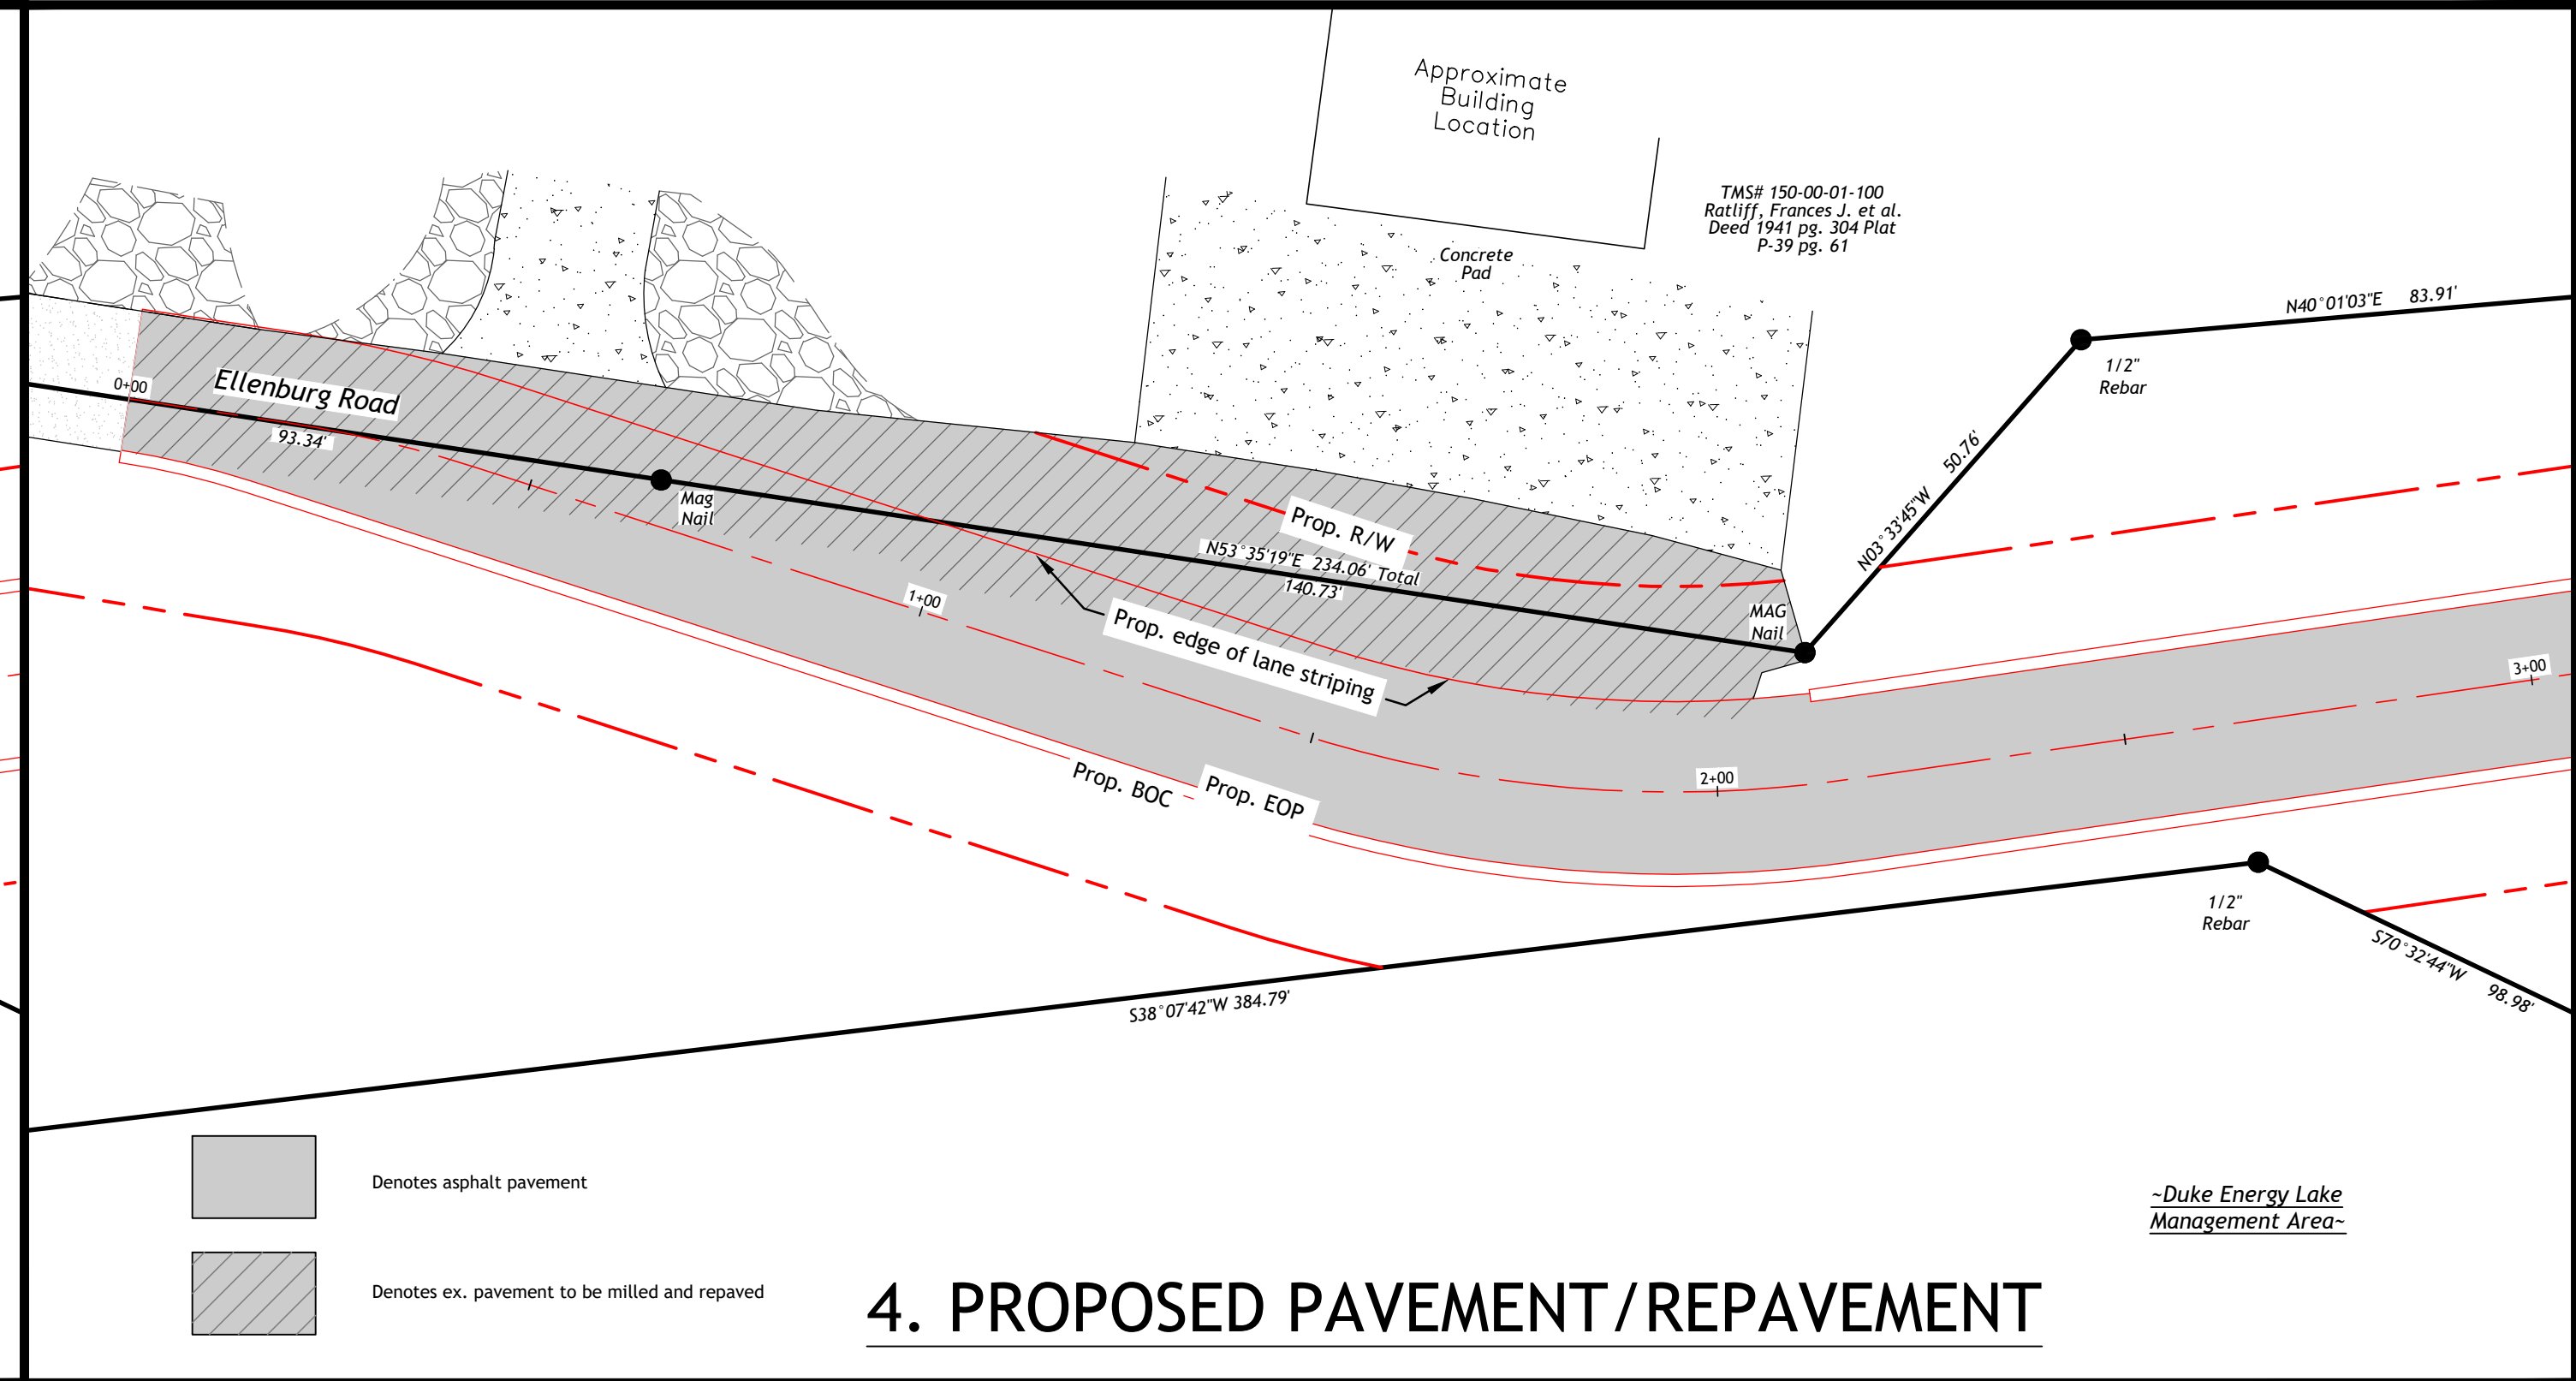 Approximate
Building
Location
TMS# 150-00-01-100
Ratliff, Frances J. et al.
Deed 1941 pg. 304 Plat
P-39 pg. 61
Concrete
Pad
N40°01'03"E 83.91'
1/2"
Rebar
0+00
Ellenburg Road
93.34'
Mag
Nail
50.76'
N03°33'45"W
Prop. R/W
N53°35'19"E 234.06' Total
140.73'
1+00
Prop. edge of lane striping
MAG
Nail
3+00
Prop. BOC
Prop. EOP
2+00
1/2"
Rebar
S70°32'44"W
98.98'
S38°07'42"W 384.79'
Denotes asphalt pavement
Denotes ex. pavement to be milled and repaved
~Duke Energy Lake
Management Area~
4. PROPOSED PAVEMENT/REPAVEMENT